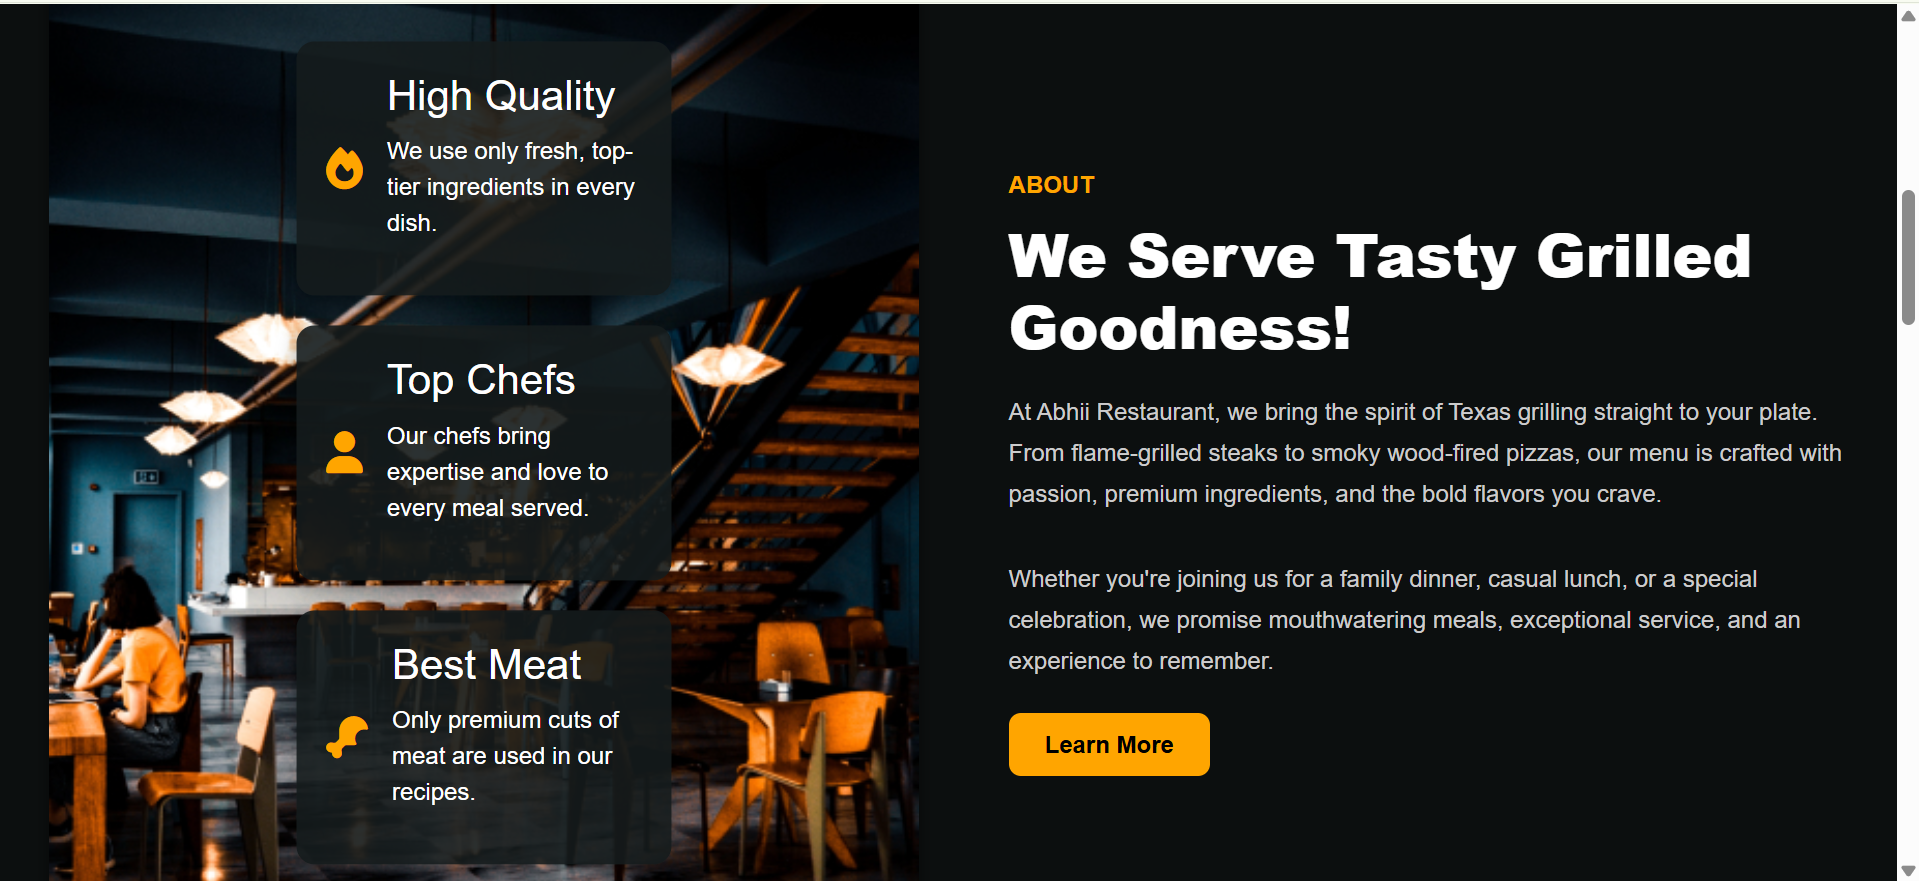 High Quality
We use only fresh, top-
tier ingredients in every
dish.
Top Chefs
Our chefs bring
expertise and love to
every meal served.
Best Meat
Only premium cuts of
meat are used in our
recipes.
ABOUT
We Serve Tasty Grilled
Goodness!
At Abhii Restaurant, we bring the spirit of Texas grilling straight to your plate.
From flame-grilled steaks to smoky wood-fired pizzas, our menu is crafted with
passion, premium ingredients, and the bold flavors you crave.
Whether you're joining us for a family dinner, casual lunch, or a special
celebration, we promise mouthwatering meals, exceptional service, and an
experience to remember.
Learn More